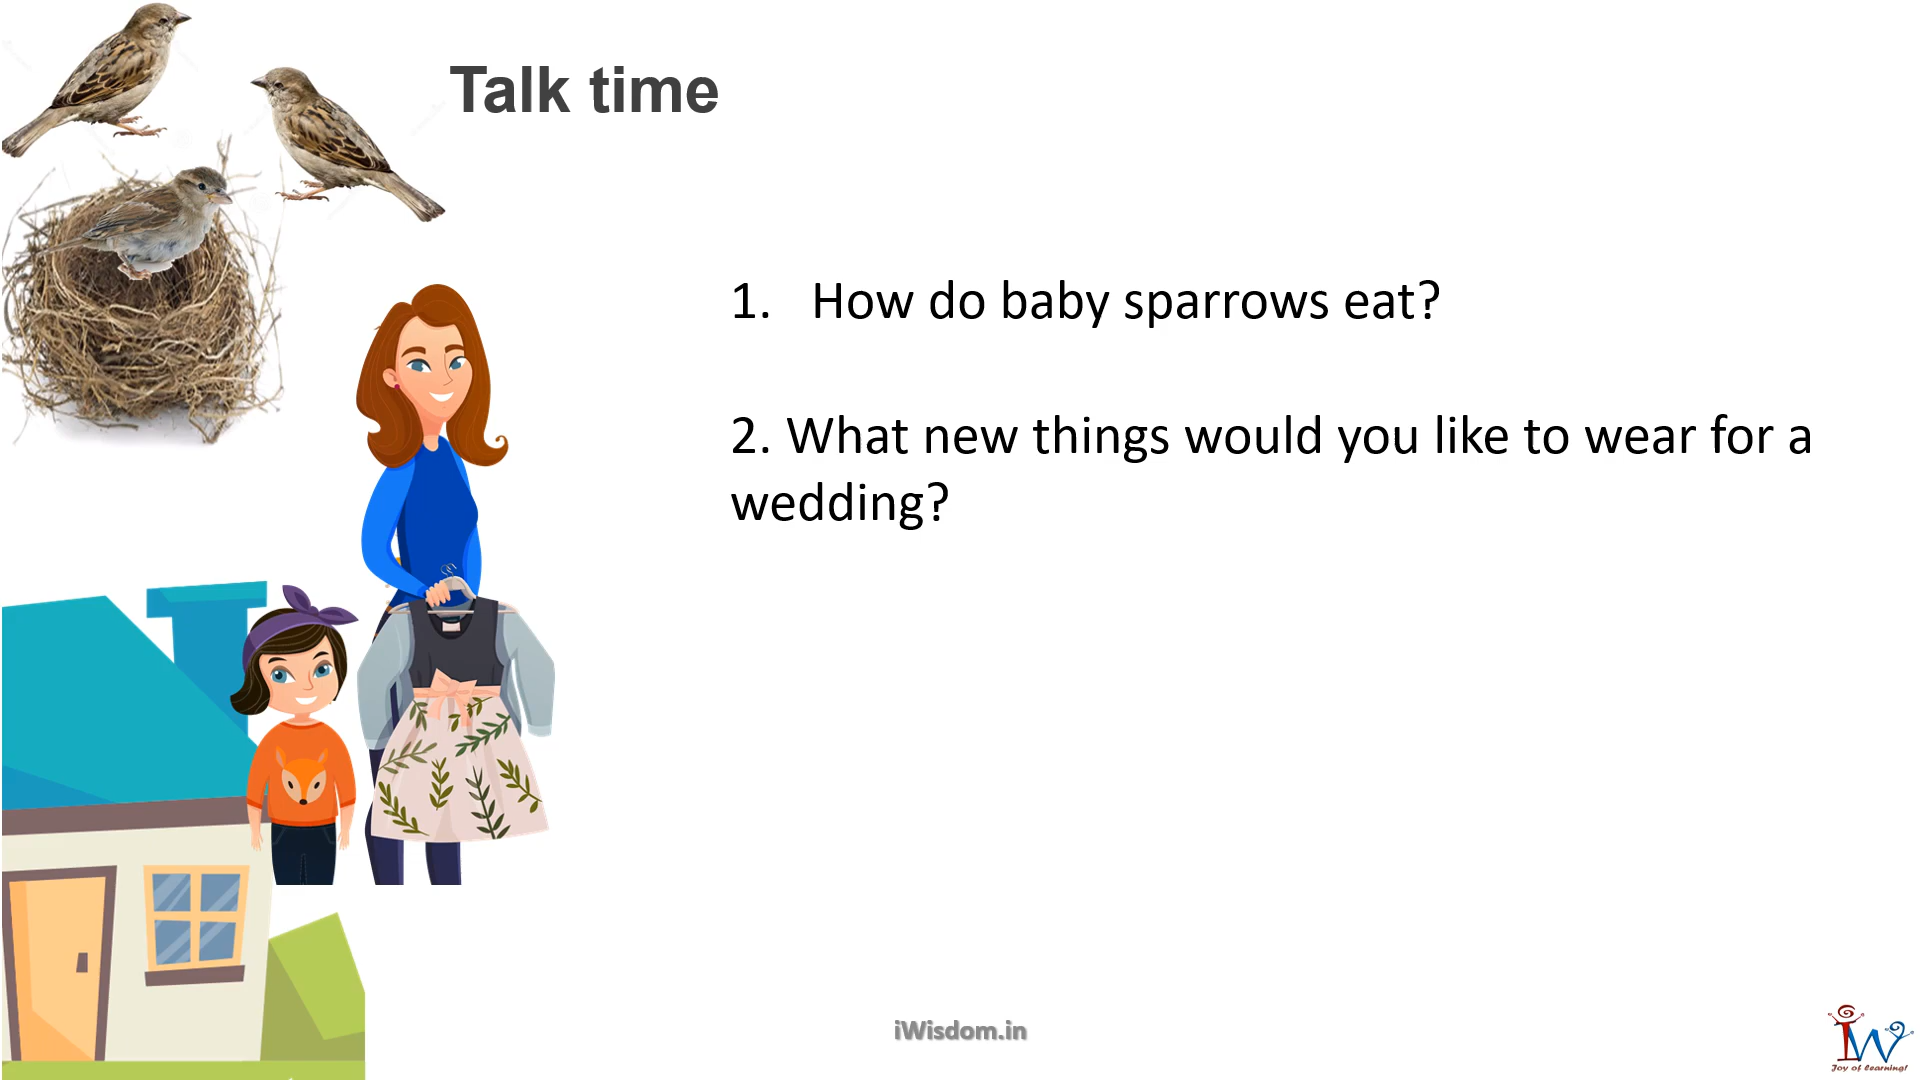 Talk time
1. How do baby sparrows eat?
2. What new things would you like to wear for a
wedding?
iWisdom.in
IW
Joy of learning!